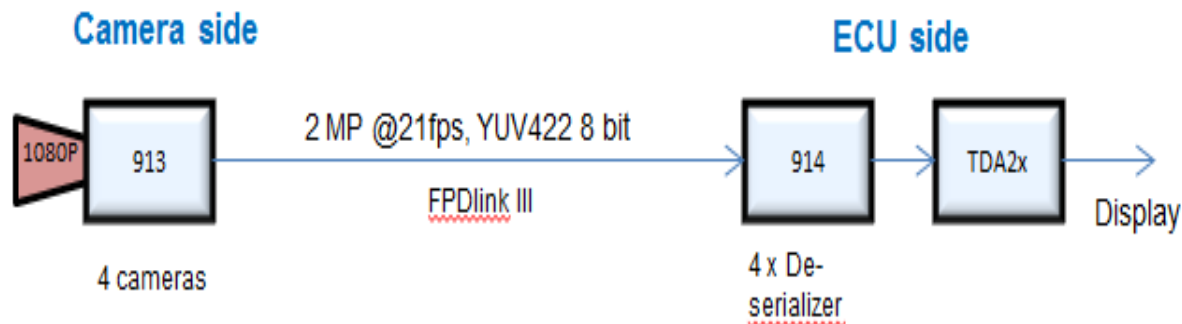 Camera side
ECU side
1080P
913
2 MP @21fps, YUV422 8 bit
FPDlink III
914
TDA2x
Display
4 cameras
4 x De-
serializer